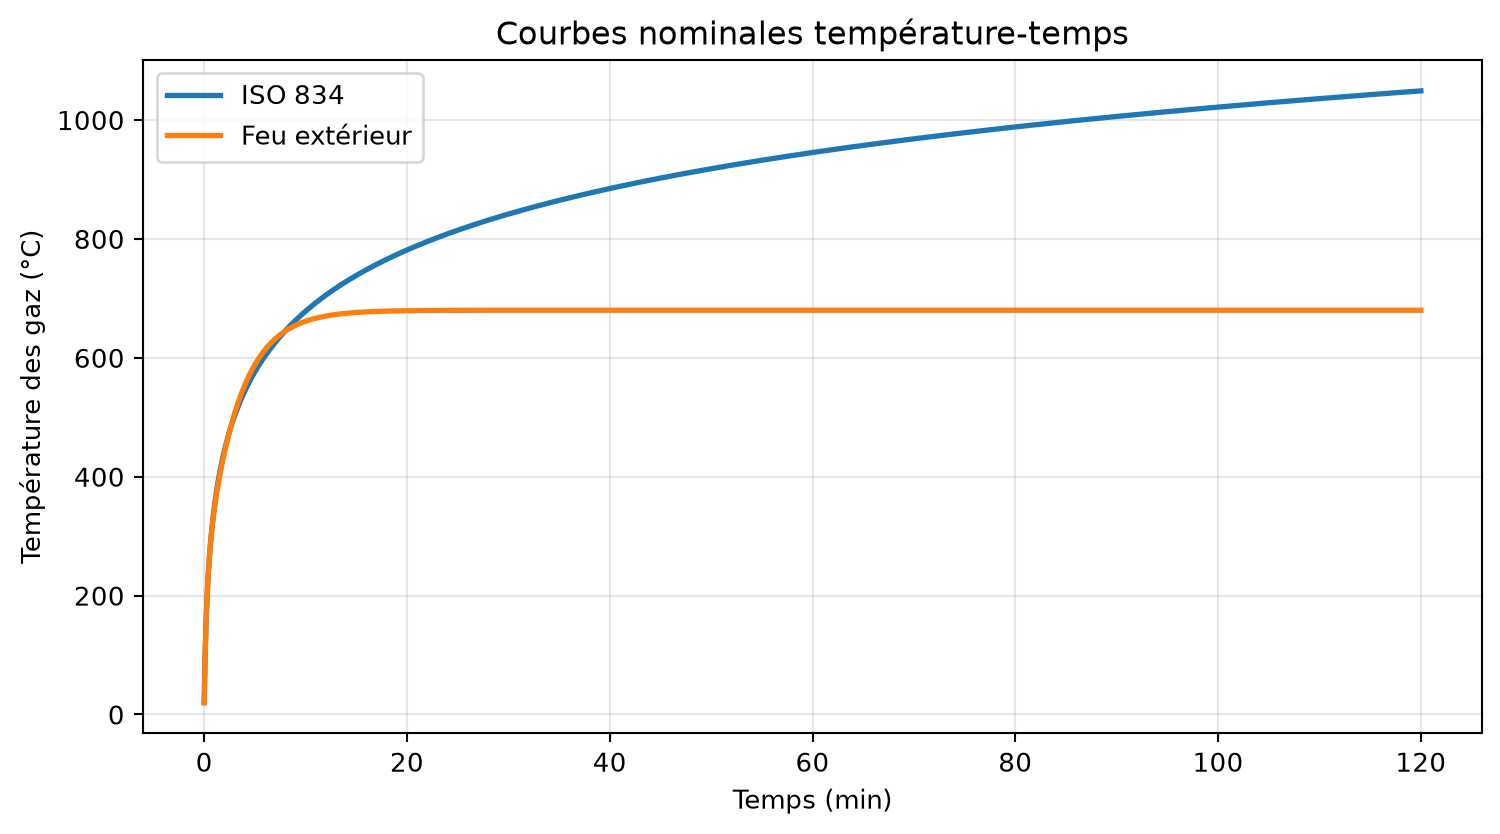 Courbes nominales température-temps
ISO 834
Feu extérieur
Température des gaz (°C)
1000
800
600
400
200
0
0 20 40 60 80 100 120
Temps (min)